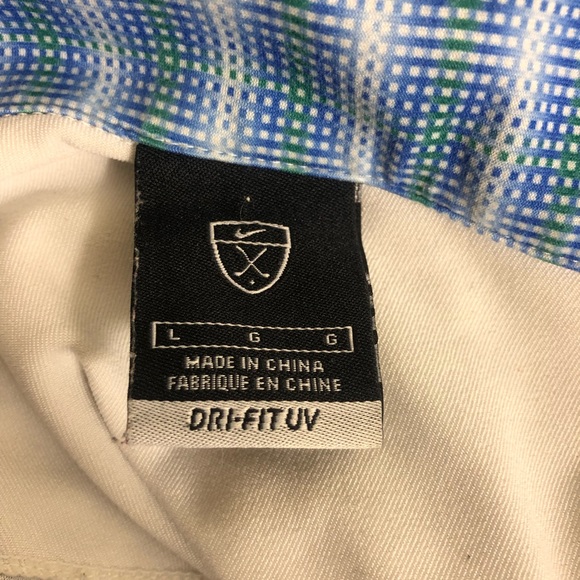 L G G
MADE IN CHINA
FABRIQUE EN CHINE
DRI-FIT UV